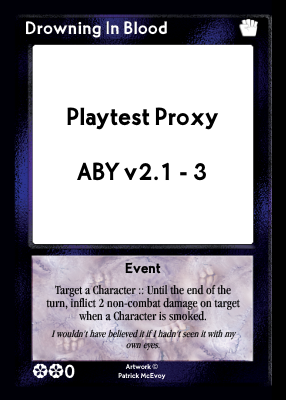 Drowning In Blood
Playtest Proxy
ABY v2.1 - 3
Event
Target a Character :: Until the end of the
turn, inflict 2 non-combat damage on target
when a Character is smoked.
I wouldn't have believed it if I hadn't seen it with my
own eyes.
0
Artwork ©
Patrick McEvoy